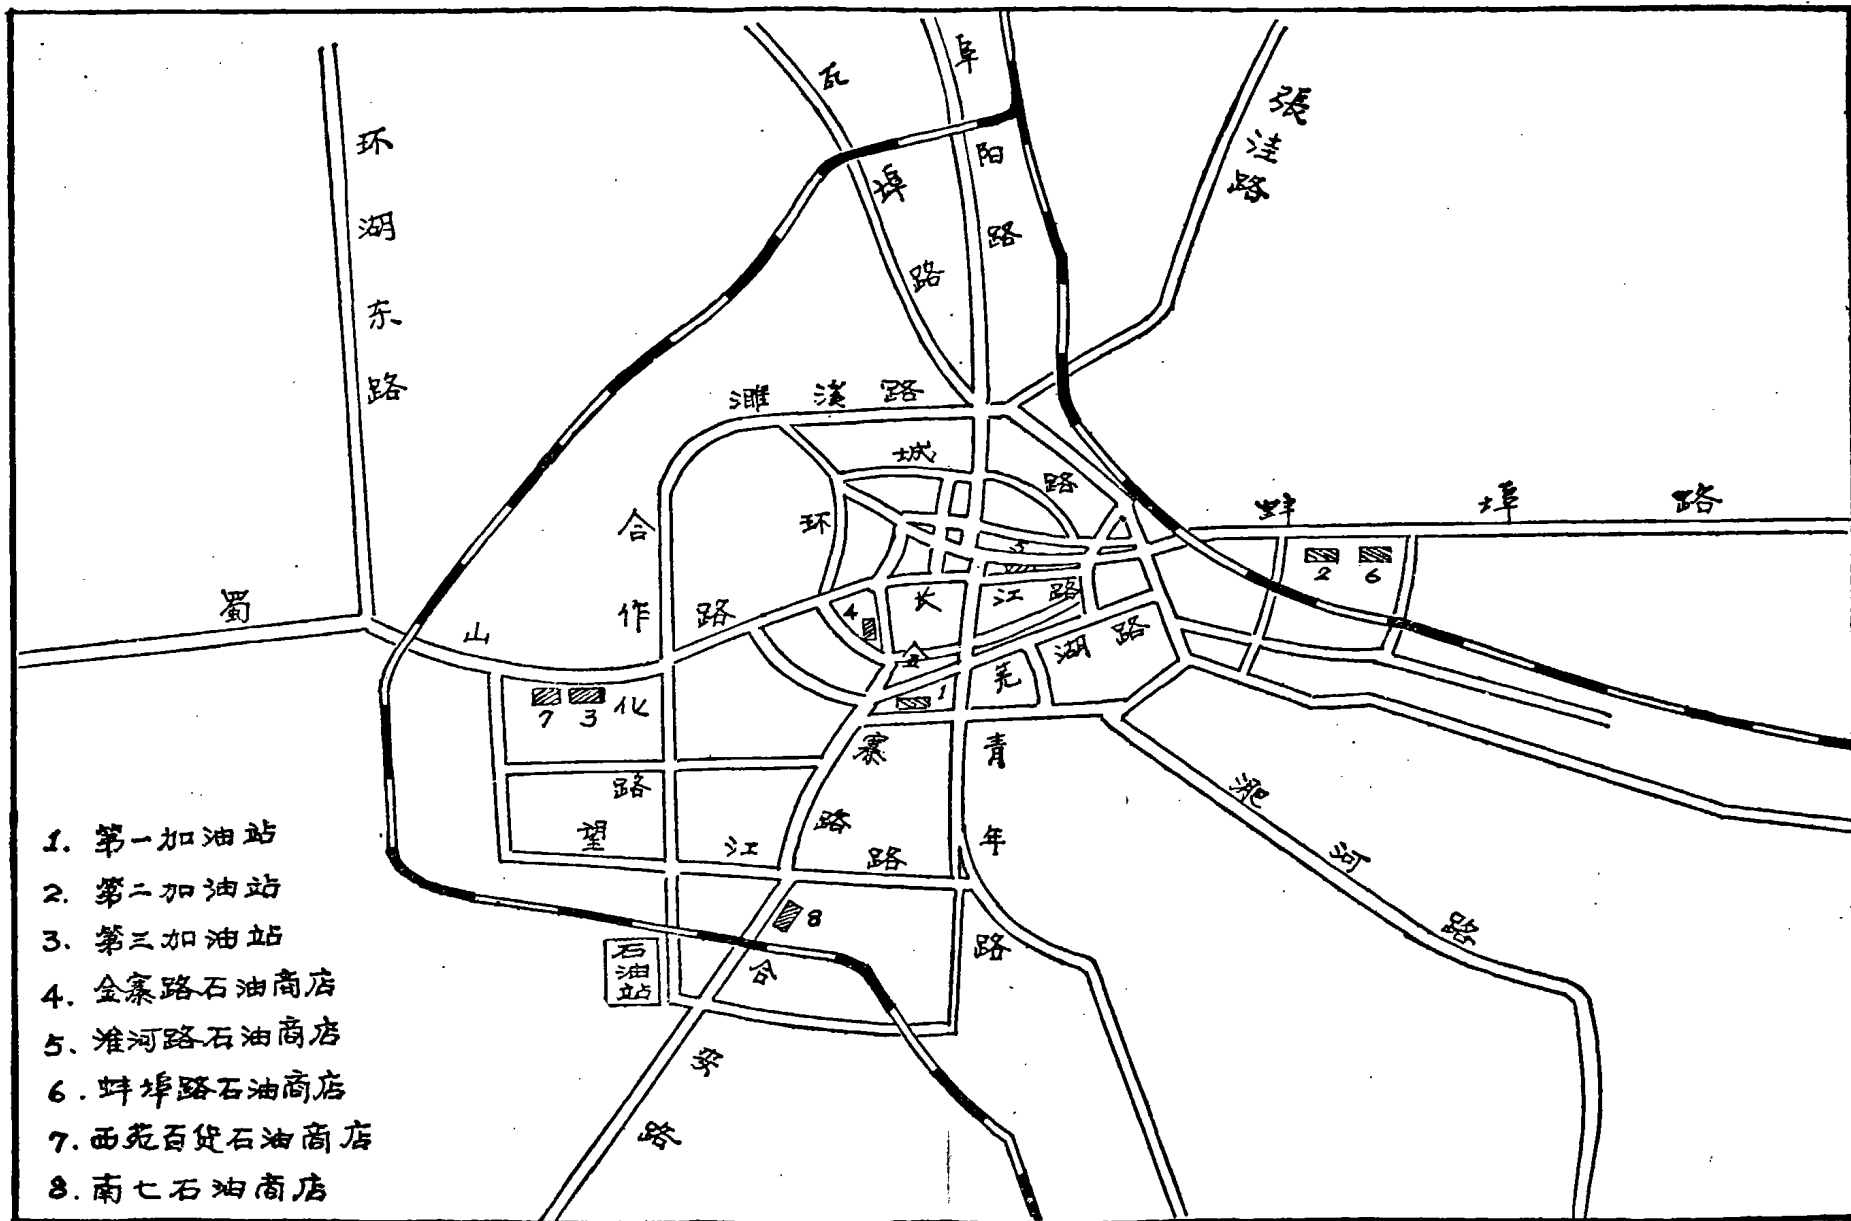 环湖东路
瓦埠路
阜阳路
張洼路
濉溪路
环城路
蚌埠路
合作化路
蜀山路
长江路
金寨路
芜湖路
青年路
望江路
淝河路
合安路
石油站
1
2
3
4
5
6
7
8
1. 第一加油站
2. 第二加油站
3. 第三加油站
4. 金寨路石油商店
5. 淮河路石油商店
6. 蚌埠路石油商店
7. 西苑百货石油商店
8. 南七石油商店